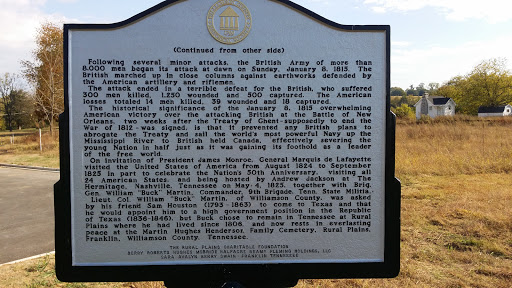 (Continued from other side)
Following several minor attacks, the British Army of more than
8,000 men began its attack at dawn on Sunday, January 8, 1815. The
British marched up in close columns against earthworks defended by
the American artillery and riflemen.
The attack ended in a terrible defeat for the British, who suffered
300 men killed, 1,250 wounded and 500 captured. The American
losses totaled 14 men killed, 39 wounded and 18 captured.
The historical significance of the January 8, 1815 overwhelming
American victory over the attacking British at the Battle of New
Orleans, two weeks after the Treaty of Ghent-supposedly to end the
War of 1812 - was signed, is that it prevented any British plans to
abrogate the Treaty and sail the world's most powerful Navy up the
Mississippi River to British held Canada, effectively severing the
young Nation in half just as it was gaining its foothold as a leader
of the free world.
On invitation of President James Monroe, General Marquis de Lafayette
visited the United States of America from August 1824 to September
1825 in part to celebrate the Nation's 50th Anniversary, visiting all
24 American States, and being hosted by Andrew Jackson at The
Hermitage, Nashville, Tennessee on May 4, 1825, together with Brig.
Gen. William "Buck" Martin, Commander, 9th Brigade, Tenn. State Militia.
Lieut Col. William "Buck" Martin, of Williamson County, was asked
by his friend Sam Houston (1793-1863) to come to Texas and that
he would appoint him to a high government position in the Republic
of Texas (1836-1846), but Buck chose to remain in Tennessee at Rural
Plains where he had lived since 1806, and now rests in everlasting
peace at the Martin, Hughes Henderson, Family Cemetery, Rural Plains,
Franklin, Williamson County, Tennessee.
THE RURAL PLAINS CHARITABLE FOUNDATION
FRANKLIN TENNESSEE